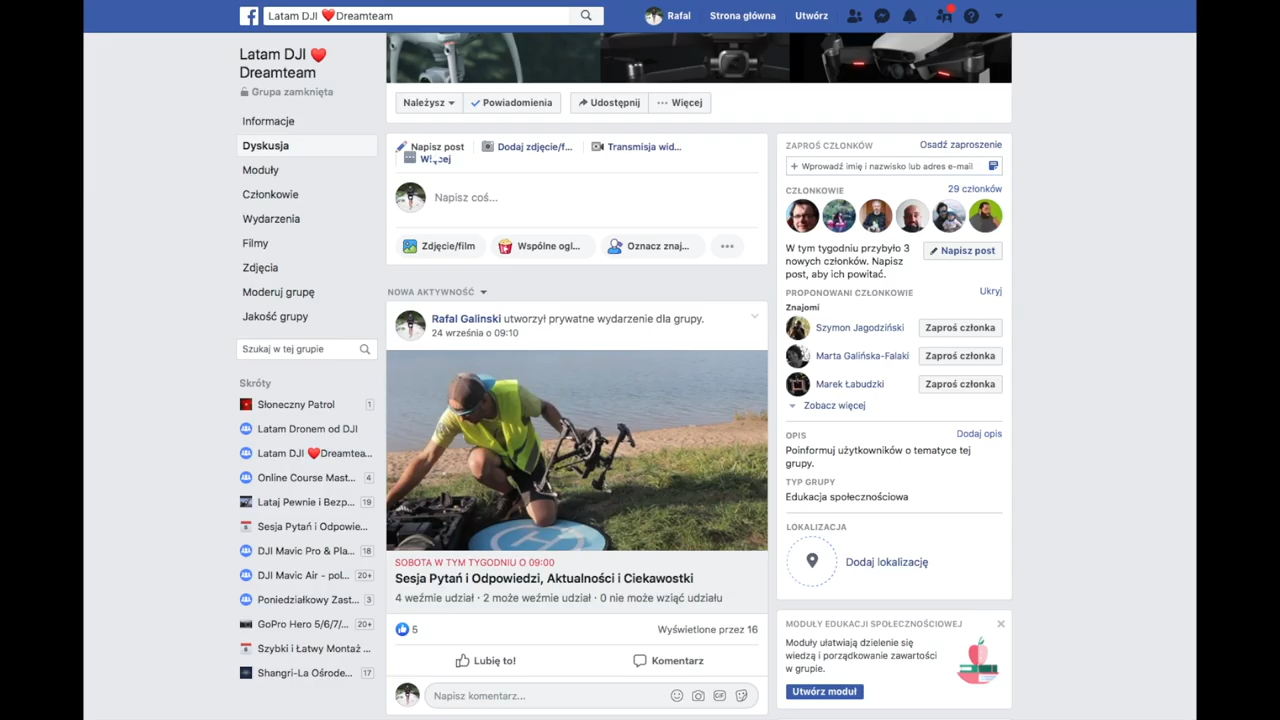 Latam DJI ❤️Dreamteam
Rafal
Strona główna
Utwórz
Latam DJI ❤️
Dreamteam
Grupa zamknięta
Informacje
Dyskusja
Moduły
Członkowie
Wydarzenia
Filmy
Zdjęcia
Moderuj grupę
Jakość grupy
Szukaj w tej grupie
Skróty
Słoneczny Patrol 1
Latam Dronem od DJI
Latam DJI ❤️Dreamtea...
Online Course Mast... 4
Lataj Pewnie i Bezp... 19
Sesja Pytań i Odpowie...
DJI Mavic Pro & Pla... 18
DJI Mavic Air - pol... 20+
Poniedziałkowy Zast... 3
GoPro Hero 5/6/7/... 20+
Szybki i Łatwy Montaż ...
Shangri-La Ośrode... 17
Należysz
Powiadomienia
Udostępnij
Więcej
Napisz post
Dodaj zdjęcie/f...
Transmisja wid...
Więcej
Napisz coś...
Zdjęcie/film
Wspólne ogl...
Oznacz znaj...
NOWA AKTYWNOŚĆ
Rafal Galinski utworzył prywatne wydarzenie dla grupy.
24 września o 09:10
H
SOBOTA W TYM TYGODNIU O 09:00
Sesja Pytań i Odpowiedzi, Aktualności i Ciekawostki
4 weźmie udział · 2 może weźmie udział · 0 nie może wziąć udziału
5
Wyświetlone przez 16
Lubię to!
Komentarz
Napisz komentarz...
GIF
ZAPROŚ CZŁONKÓW
Osadź zaproszenie
+ Wprowadź imię i nazwisko lub adres e-mail
CZŁONKOWIE
29 członków
W tym tygodniu przybyło 3
nowych członków. Napisz
post, aby ich powitać.
Napisz post
PROPONOWANI CZŁONKOWIE
Ukryj
Znajomi
Szymon Jagodziński
Zaproś członka
Marta Galińska-Falaki
Zaproś członka
Marek Łabudzki
Zaproś członka
Zobacz więcej
OPIS
Dodaj opis
Poinformuj użytkowników o tematyce tej
grupy.
TYP GRUPY
Edukacja społecznościowa
LOKALIZACJA
Dodaj lokalizację
MODUŁY EDUKACJI SPOŁECZNOŚCIOWEJ
Moduły ułatwiają dzielenie się
wiedzą i porządkowanie zawartości
w grupie.
Utwórz moduł